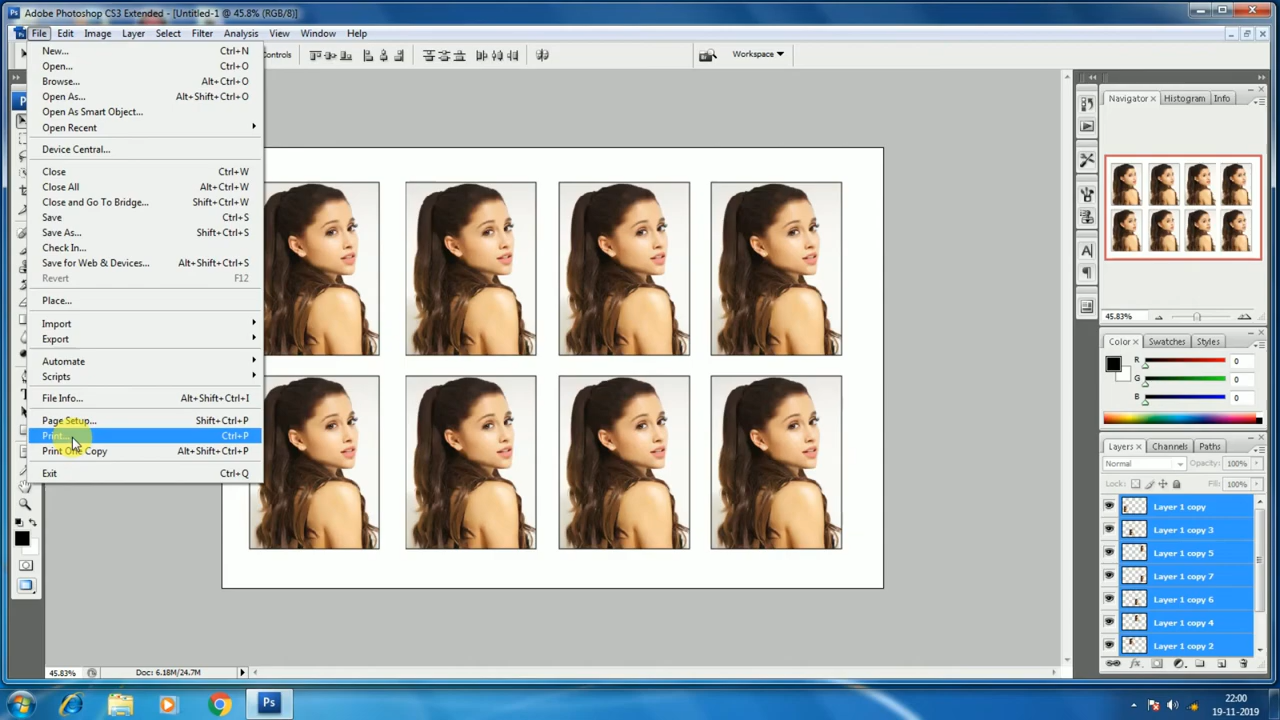 Adobe Photoshop CS3 Extended - [Untitled-1 @ 45.8% (RGB/8)]
File Edit Image Layer Select Filter Analysis View Window Help
New... Ctrl+N
Open... Ctrl+O
Browse... Alt+Ctrl+O
Open As... Alt+Shift+Ctrl+O
Open As Smart Object...
Open Recent
Device Central...
Close Ctrl+W
Close All Alt+Ctrl+W
Close and Go To Bridge... Shift+Ctrl+W
Save Ctrl+S
Save As... Shift+Ctrl+S
Check In...
Save for Web & Devices... Alt+Shift+Ctrl+S
Revert F12
Place...
Import
Export
Automate
Scripts
File Info... Alt+Shift+Ctrl+I
Page Setup... Shift+Ctrl+P
Print... Ctrl+P
Print One Copy Alt+Shift+Ctrl+P
Exit Ctrl+Q
Workspace
Navigator Histogram Info
45.83%
Color Swatches Styles
R 0
G 0
B 0
Layers Channels Paths
Normal Opacity: 100%
Lock: Fill: 100%
Layer 1 copy
Layer 1 copy 3
Layer 1 copy 5
Layer 1 copy 7
Layer 1 copy 6
Layer 1 copy 4
Layer 1 copy 2
45.83% Doc: 6.18M/24.7M
Ps
22:00
19-11-2019